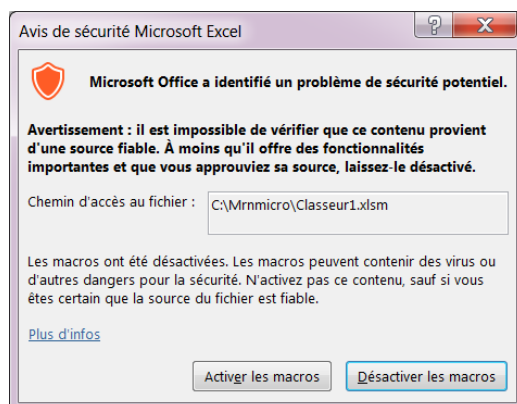 Avis de sécurité Microsoft Excel
Microsoft Office a identifié un problème de sécurité potentiel.
Avertissement : il est impossible de vérifier que ce contenu provient
d'une source fiable. À moins qu'il offre des fonctionnalités
importantes et que vous approuviez sa source, laissez-le désactivé.
Chemin d'accès au fichier : C:\Mrnmicro\Classeur1.xlsm
Les macros ont été désactivées. Les macros peuvent contenir des virus ou
d'autres dangers pour la sécurité. N'activez pas ce contenu, sauf si vous
êtes certain que la source du fichier est fiable.
Plus d'infos
Activer les macros Désactiver les macros